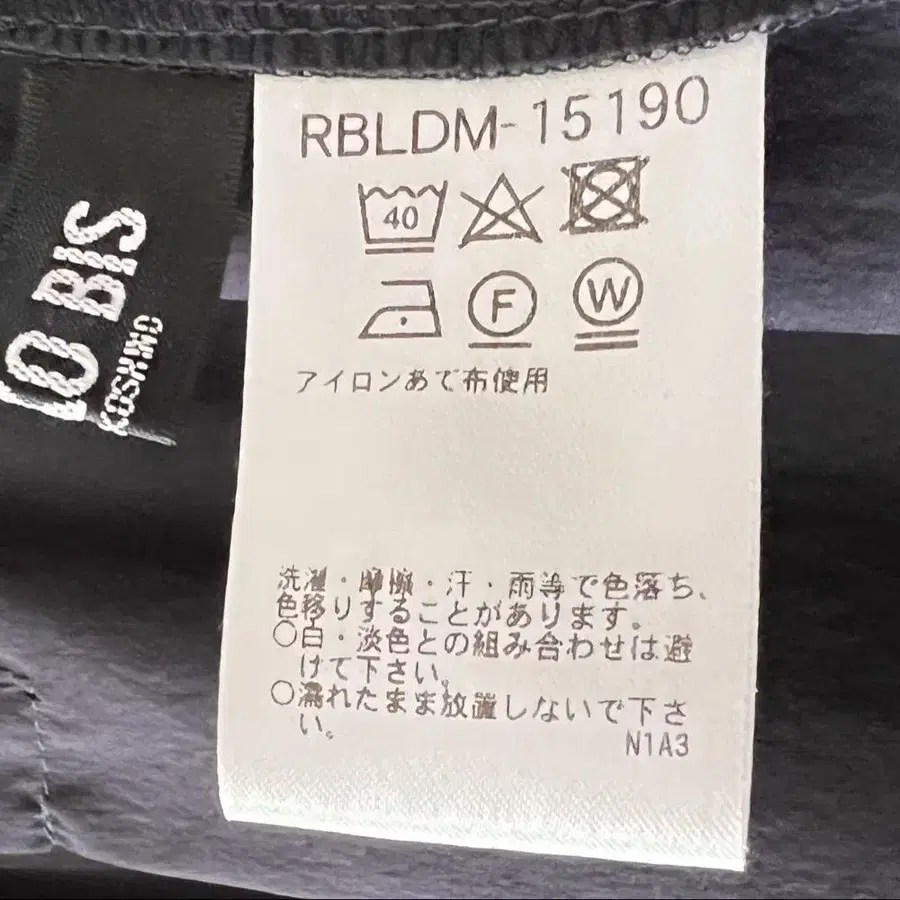 RBLDM-15190
40
F
W
アイロンあて布使用
洗濯・摩擦・汗・雨等で色落ち、
色移りすることがあります。
○白・淡色との組み合わせは避
けて下さい。
○濡れたまま放置しないで下さ
い。
N1A3
IO BIS
KOSHINO